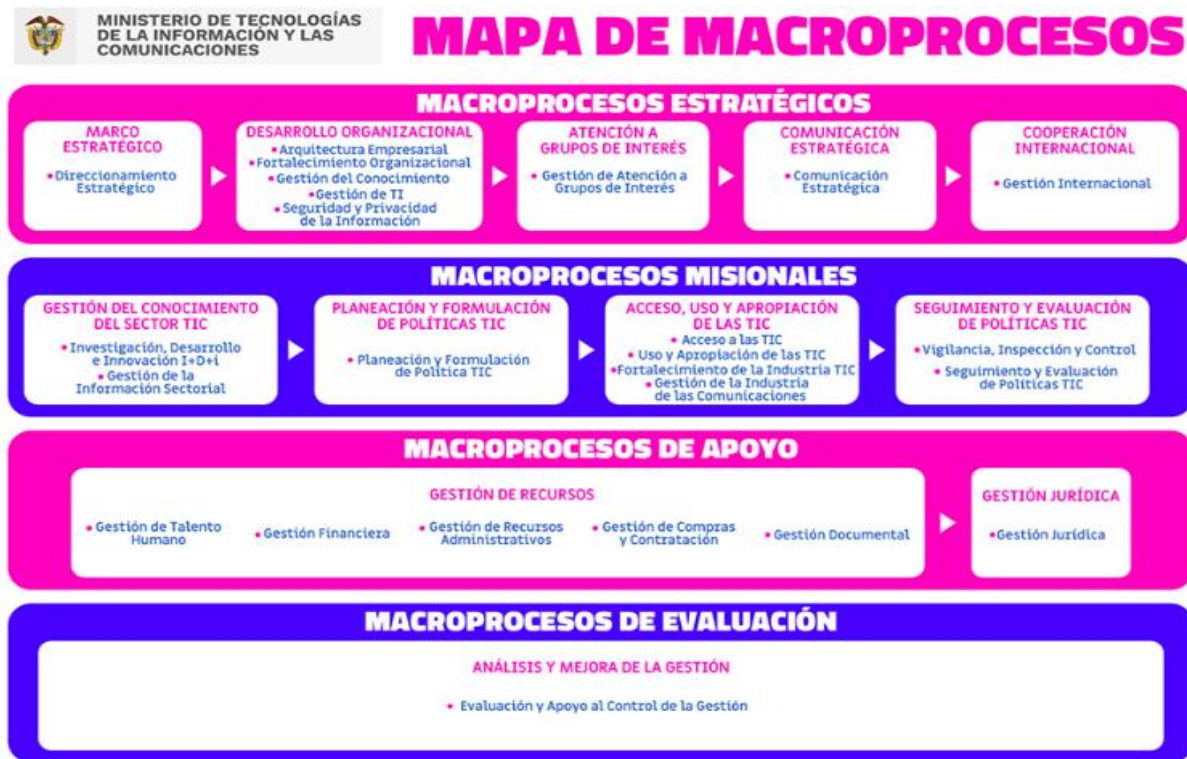 MINISTERIO DE TECNOLOGÍAS
DE LA INFORMACIÓN Y LAS
COMUNICACIONES
MAPA DE MACROPROCESOS
MACROPROCESOS ESTRATÉGICOS
MARCO
ESTRATÉGICO
• Direccionamiento
Estratégico
DESARROLLO ORGANIZACIONAL
• Arquitectura Empresarial
• Fortalecimiento Organizacional
• Gestión del Conocimiento
• Gestión de TI
• Seguridad y Privacidad
de la Información
ATENCIÓN A
GRUPOS DE INTERÉS
• Gestión de Atención a
Grupos de Interés
COMUNICACIÓN
ESTRATÉGICA
• Comunicación
Estratégica
COOPERACIÓN
INTERNACIONAL
• Gestión Internacional
MACROPROCESOS MISIONALES
GESTIÓN DEL CONOCIMIENTO
DEL SECTOR TIC
• Investigación, Desarrollo
e Innovación I+D+i
• Gestión de la
Información Sectorial
PLANEACIÓN Y FORMULACIÓN
DE POLÍTICAS TIC
• Planeación y Formulación
de Política TIC
ACCESO, USO Y APROPIACIÓN
DE LAS TIC
• Acceso a las TIC
• Uso y Apropiación de las TIC
• Fortalecimiento de la Industria TIC
• Gestión de la Industria
de las Comunicaciones
SEGUIMIENTO Y EVALUACIÓN
DE POLÍTICAS TIC
• Vigilancia, Inspección y Control
• Seguimiento y Evaluación
de Políticas TIC
MACROPROCESOS DE APOYO
GESTIÓN DE RECURSOS
• Gestión de Talento
Humano
• Gestión Financiera
• Gestión de Recursos
Administrativos
• Gestión de Compras
y Contratación
• Gestión Documental
GESTIÓN JURÍDICA
• Gestión Jurídica
MACROPROCESOS DE EVALUACIÓN
ANÁLISIS Y MEJORA DE LA GESTIÓN
• Evaluación y Apoyo al Control de la Gestión